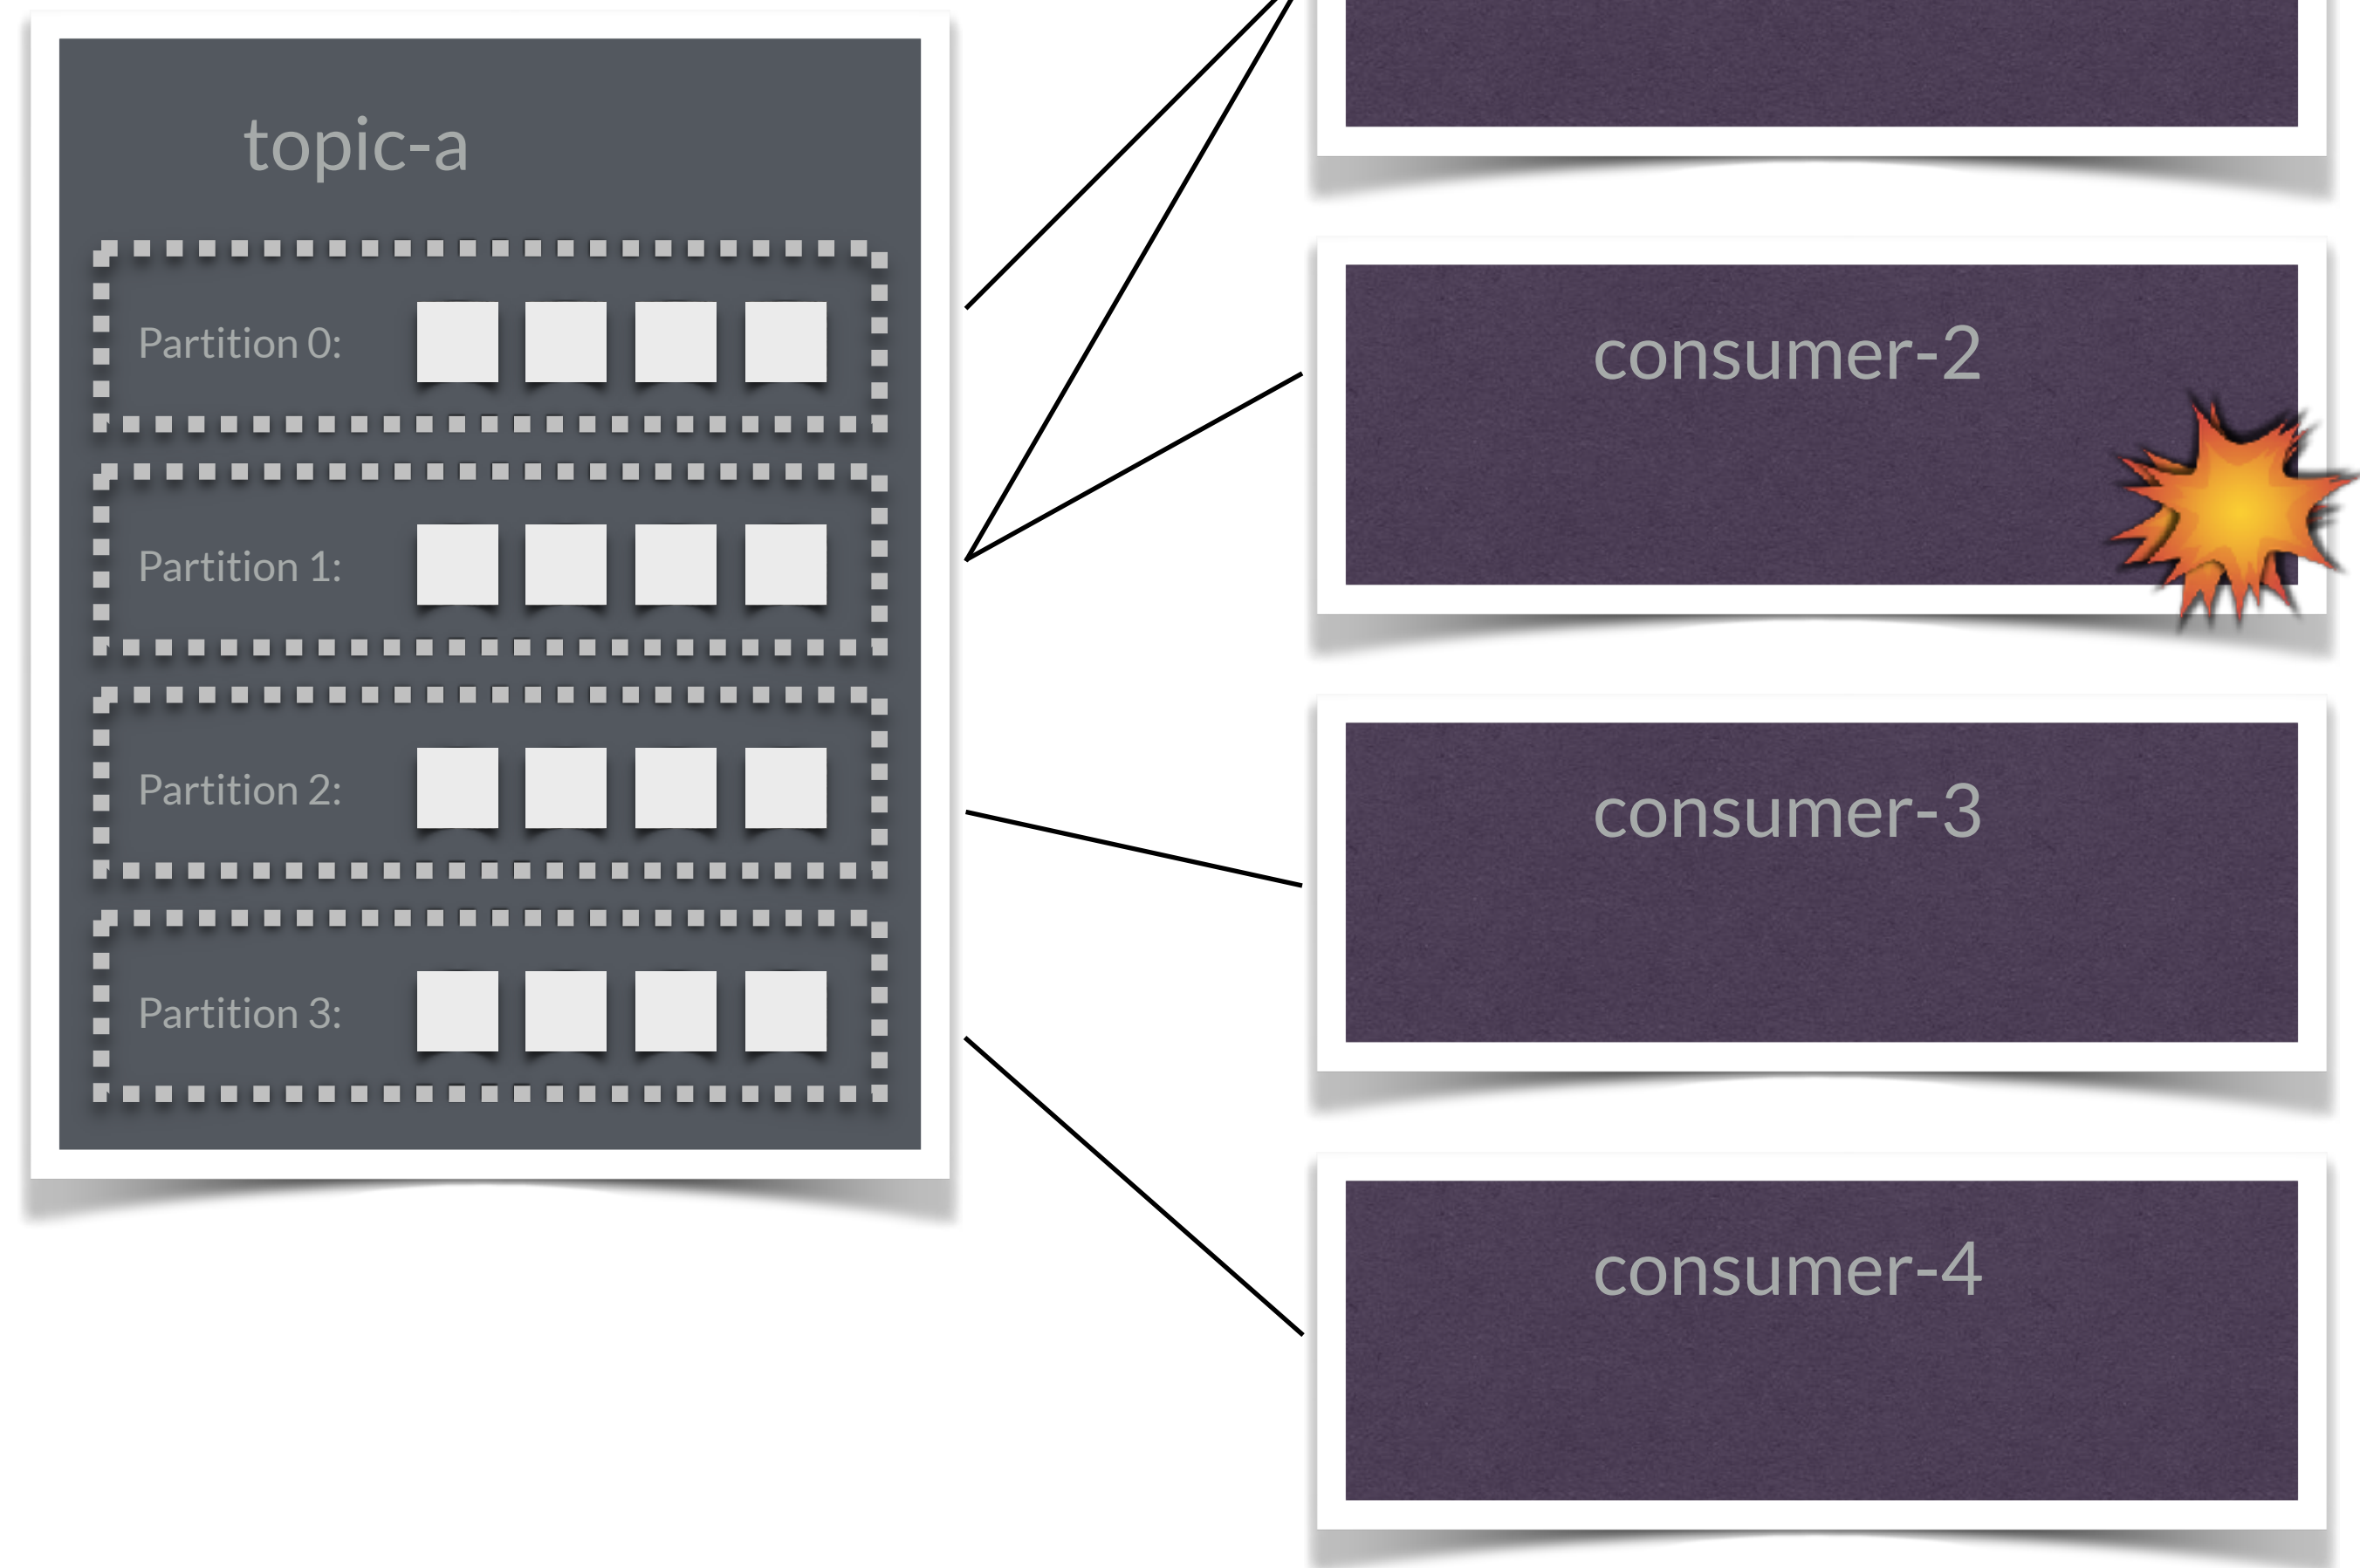 topic-a
Partition 0:
Partition 1:
Partition 2:
Partition 3:
consumer-2
consumer-3
consumer-4